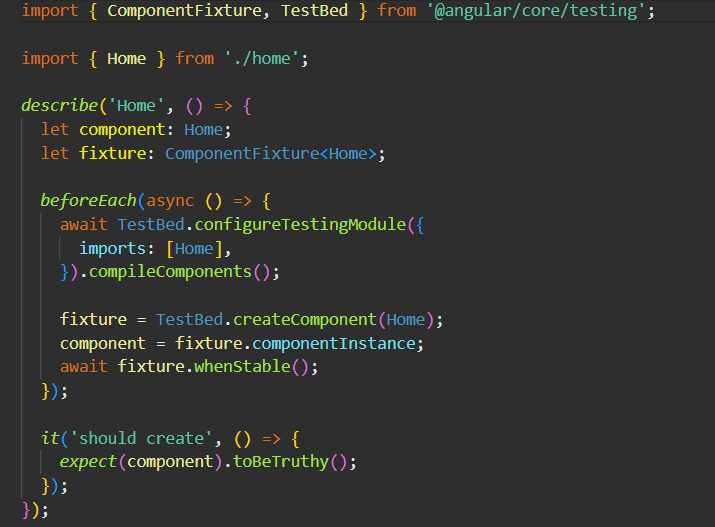 import { ComponentFixture, TestBed } from '@angular/core/testing';
import { Home } from './home';
describe('Home', () => {
let component: Home;
let fixture: ComponentFixture<Home>;
beforeEach(async () => {
await TestBed.configureTestingModule({
imports: [Home],
}).compileComponents();
fixture = TestBed.createComponent(Home);
component = fixture.componentInstance;
await fixture.whenStable();
});
it('should create', () => {
expect(component).toBeTruthy();
});
});